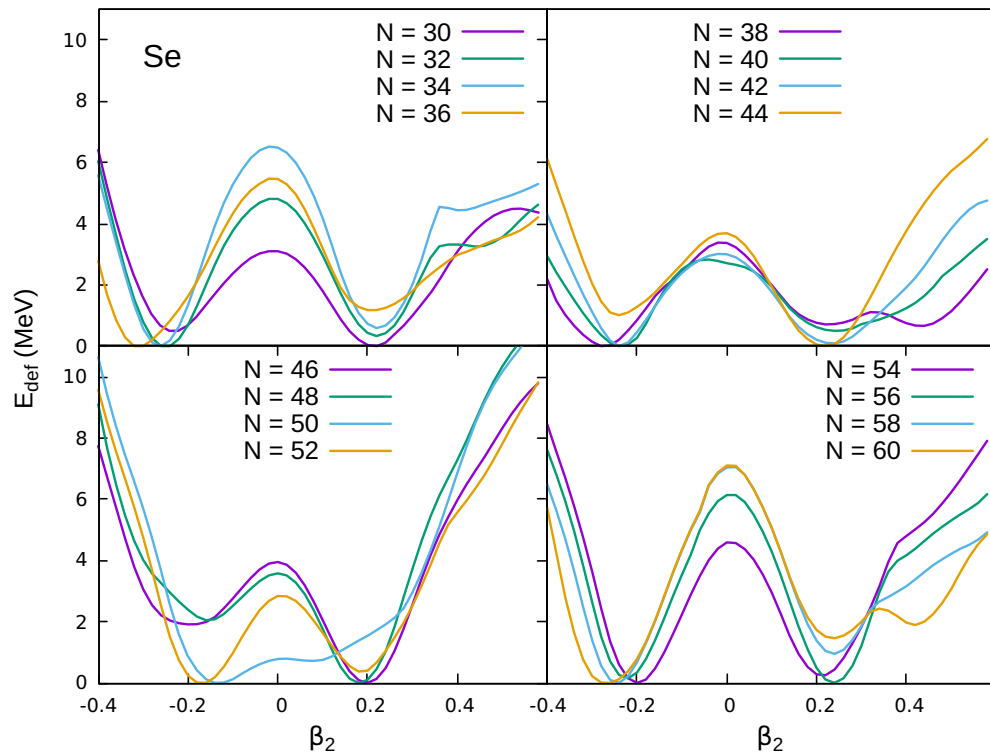 Se
N = 30
N = 32
N = 34
N = 36
N = 38
N = 40
N = 42
N = 44
10
8
6
4
2
0
E_def (MeV)
N = 46
N = 48
N = 50
N = 52
N = 54
N = 56
N = 58
N = 60
10
8
6
4
2
0
-0.4 -0.2 0 0.2 0.4 -0.4 -0.2 0 0.2 0.4
β₂ β₂